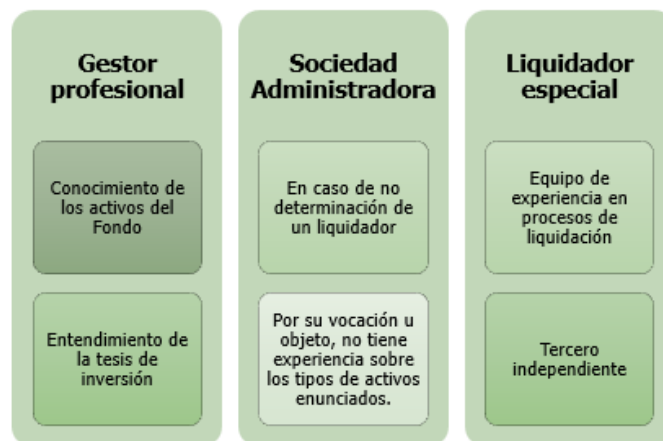 Gestor
profesional
Conocimiento de
los activos del
Fondo
Entendimiento de
la tesis de
inversión
Sociedad
Administradora
En caso de no
determinación de
un liquidador
Por su vocación u
objeto, no tiene
experiencia sobre
los tipos de activos
enunciados.
Liquidador
especial
Equipo de
experiencia en
procesos de
liquidación
Tercero
independiente